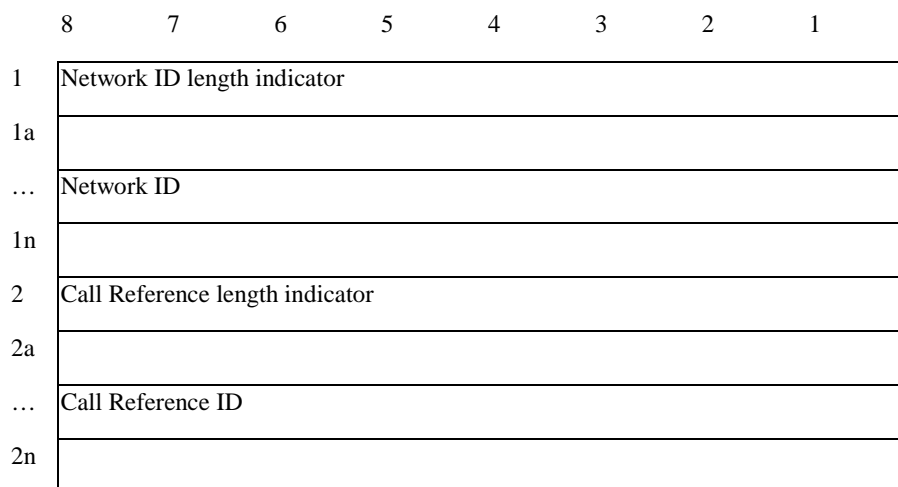 8 7 6 5 4 3 2 1
1 Network ID length indicator
1a
… Network ID
1n
2 Call Reference length indicator
2a
… Call Reference ID
2n